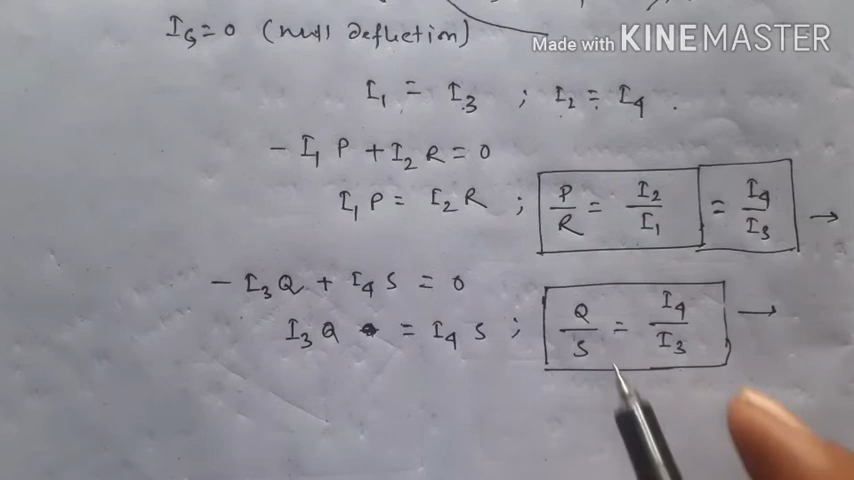 I_G = 0 (null deflection)
Made with KINEMASTER
I₁ = I₃ ; I₂ = I₄ .
- I₁ P + I₂ R = 0
I₁ P = I₂ R ; P/R = I₂/I₁ = I₄/I₃ →
- I₃ Q + I₄ S = 0
I₃ Q = I₄ S ; Q/S = I₄/I₃ →